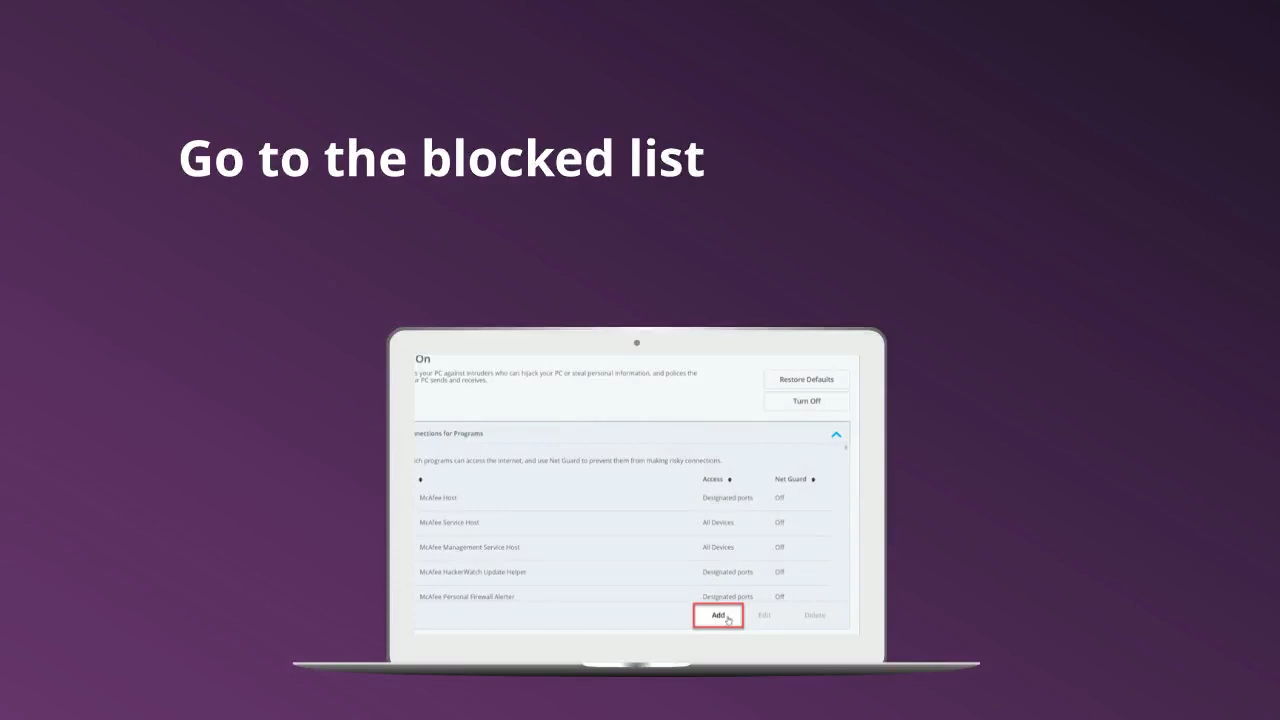 Go to the blocked list
On
s your PC against intruders who can hijack your PC or steal personal information, and polices the
r PC sends and receives.
Restore Defaults
Turn Off
nnections for Programs
ch programs can access the internet, and use Net Guard to prevent them from making risky connections.
Access Net Guard
McAfee Host Designated ports Off
McAfee Service Host All Devices Off
McAfee Management Service Host All Devices Off
McAfee HackerWatch Update Helper Designated ports Off
McAfee Personal Firewall Alerter Designated ports Off
Add Edit Delete